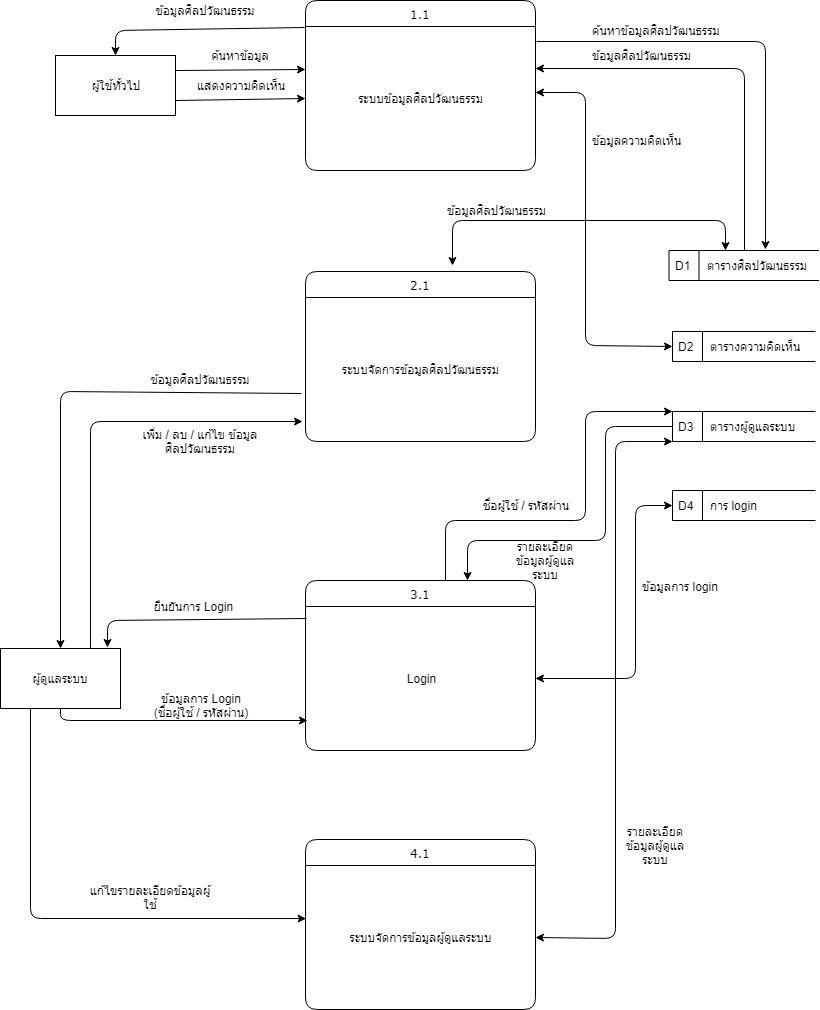 ข้อมูลศิลปวัฒนธรรม
1.1
ค้นหาข้อมูลศิลปวัฒนธรรม
ค้นหาข้อมูล
ข้อมูลศิลปวัฒนธรรม
ผู้ใช้ทั่วไป
แสดงความคิดเห็น
ระบบข้อมูลศิลปวัฒนธรรม
ข้อมูลความคิดเห็น
ข้อมูลศิลปวัฒนธรรม
D1
ตารางศิลปวัฒนธรรม
2.1
D2
ตารางความคิดเห็น
ระบบจัดการข้อมูลศิลปวัฒนธรรม
ข้อมูลศิลปวัฒนธรรม
เพิ่ม / ลบ / แก้ไข ข้อมูล
ศิลปวัฒนธรรม
D3
ตารางผู้ดูแลระบบ
ชื่อผู้ใช้ / รหัสผ่าน
D4
การ login
รายละเอียด
ข้อมูลผู้ดูแล
ระบบ
ข้อมูลการ login
3.1
ยืนยันการ Login
ผู้ดูแลระบบ
Login
ข้อมูลการ Login
(ชื่อผู้ใช้ / รหัสผ่าน)
รายละเอียด
ข้อมูลผู้ดูแล
ระบบ
4.1
แก้ไขรายละเอียดข้อมูลผู้
ใช้
ระบบจัดการข้อมูลผู้ดูแลระบบ